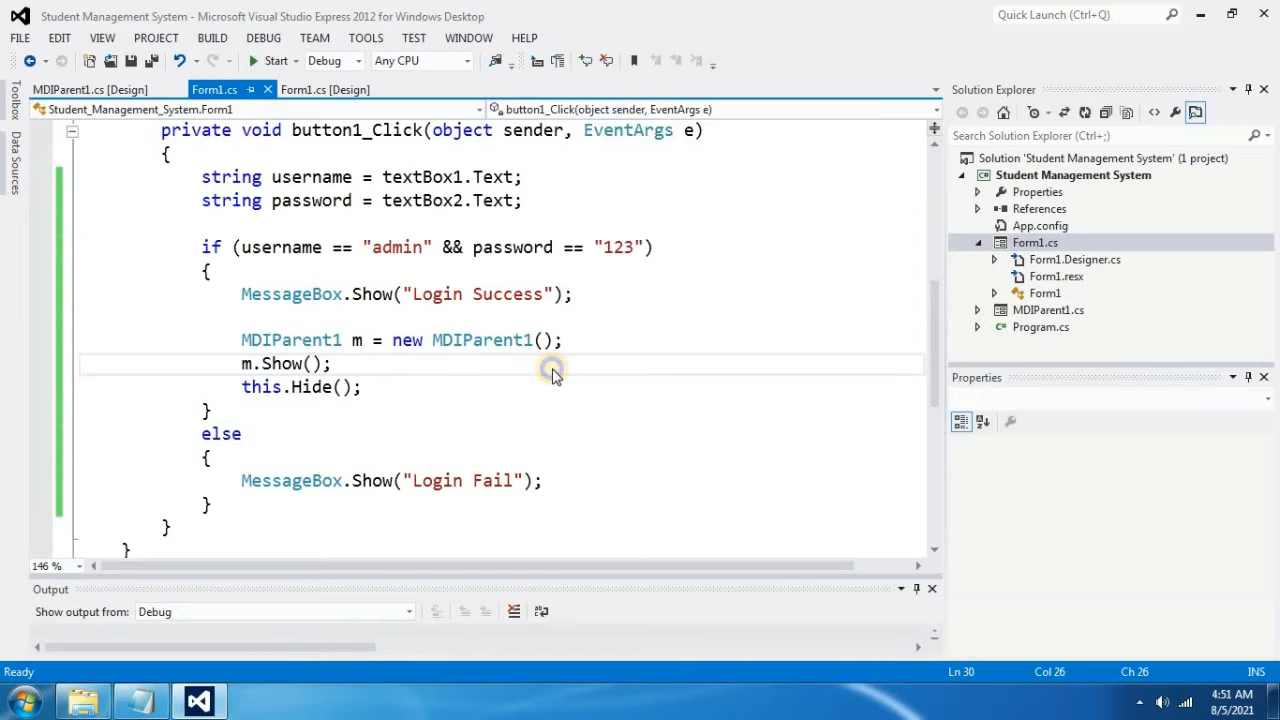 Student Management System - Microsoft Visual Studio Express 2012 for Windows Desktop
Quick Launch (Ctrl+Q)
FILE EDIT VIEW PROJECT BUILD DEBUG TEAM TOOLS TEST WINDOW HELP
Start Debug Any CPU
MDIParent1.cs [Design] Form1.cs Form1.cs [Design]
Student_Management_System.Form1 button1_Click(object sender, EventArgs e)
Toolbox
Data Sources
private void button1_Click(object sender, EventArgs e)
{
string username = textBox1.Text;
string password = textBox2.Text;
if (username == "admin" && password == "123")
{
MessageBox.Show("Login Success");
MDIParent1 m = new MDIParent1();
m.Show();
this.Hide();
}
else
{
MessageBox.Show("Login Fail");
}
}
}
146 %
Output
Show output from: Debug
Solution Explorer
Search Solution Explorer (Ctrl+;)
Solution 'Student Management System' (1 project)
Student Management System
Properties
References
App.config
Form1.cs
Form1.Designer.cs
Form1.resx
Form1
MDIParent1.cs
Program.cs
Properties
Ready Ln 30 Col 26 Ch 26 INS
4:51 AM
8/5/2021